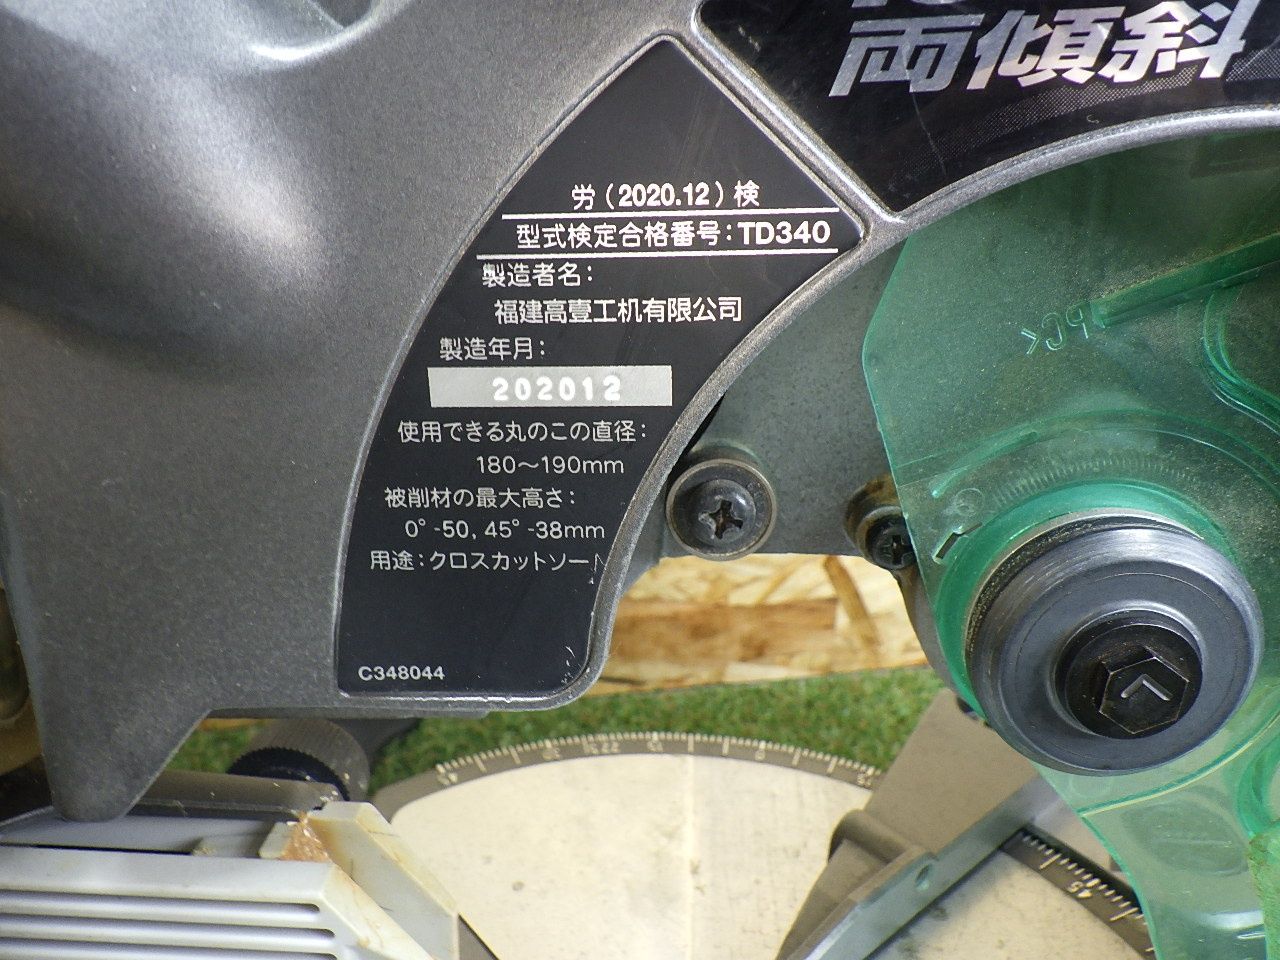 両傾斜
労(2020.12)検
型式検定合格番号:TD340
製造者名:
福建高壹工机有限公司
製造年月:
202012
使用できる丸のこの直径:
180～190mm
被削材の最大高さ:
0°-50, 45°-38mm
用途:クロスカットソー
C348044
>PC<
45